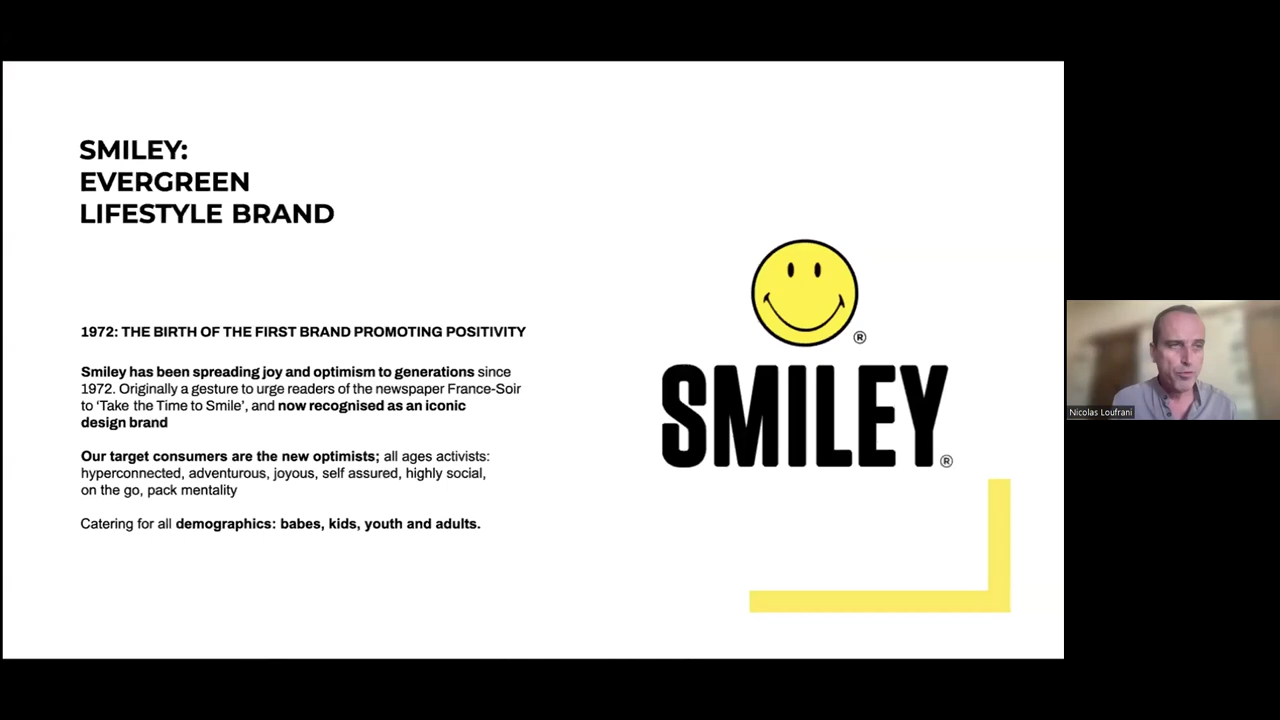 SMILEY:
EVERGREEN
LIFESTYLE BRAND
1972: THE BIRTH OF THE FIRST BRAND PROMOTING POSITIVITY
Smiley has been spreading joy and optimism to generations since
1972. Originally a gesture to urge readers of the newspaper France-Soir
to ‘Take the Time to Smile’, and now recognised as an iconic
design brand
Our target consumers are the new optimists; all ages activists:
hyperconnected, adventurous, joyous, self assured, highly social,
on the go, pack mentality
Catering for all demographics: babes, kids, youth and adults.
®
SMILEY®
Nicolas Loufrani